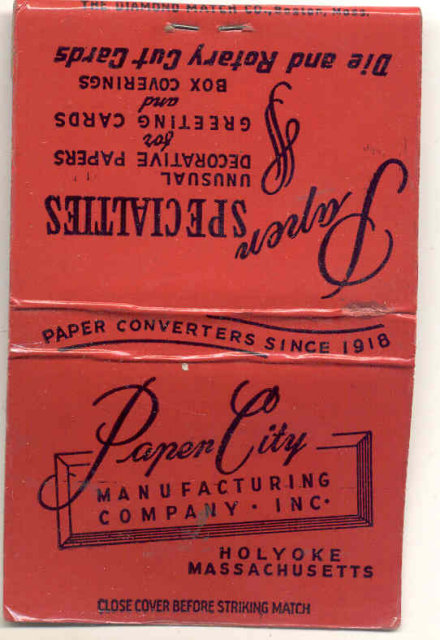 THE DIAMOND MATCH CO., Boston, Mass.
Paper
SPECIALTIES
UNUSUAL
DECORATIVE PAPERS
for
GREETING CARDS
and
BOX COVERINGS
Die and Rotary Cut Cards
PAPER CONVERTERS SINCE 1918
Paper City
MANUFACTURING
COMPANY · INC·
HOLYOKE
MASSACHUSETTS
CLOSE COVER BEFORE STRIKING MATCH